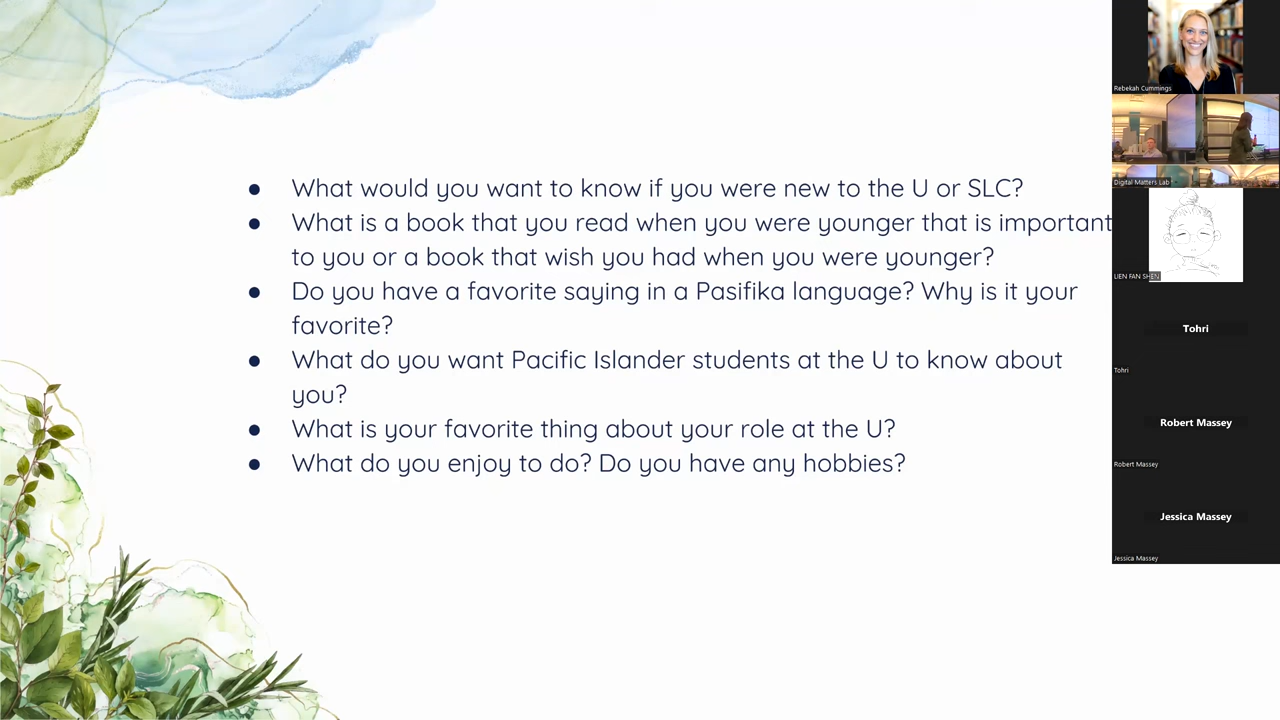 ● What would you want to know if you were new to the U or SLC?
● What is a book that you read when you were younger that is important
to you or a book that wish you had when you were younger?
● Do you have a favorite saying in a Pasifika language? Why is it your
favorite?
● What do you want Pacific Islander students at the U to know about
you?
● What is your favorite thing about your role at the U?
● What do you enjoy to do? Do you have any hobbies?
Rebekah Cummings
Digital Matters Lab
LIEN FAN SHEN
Tohri
Tohri
Robert Massey
Robert Massey
Jessica Massey
Jessica Massey